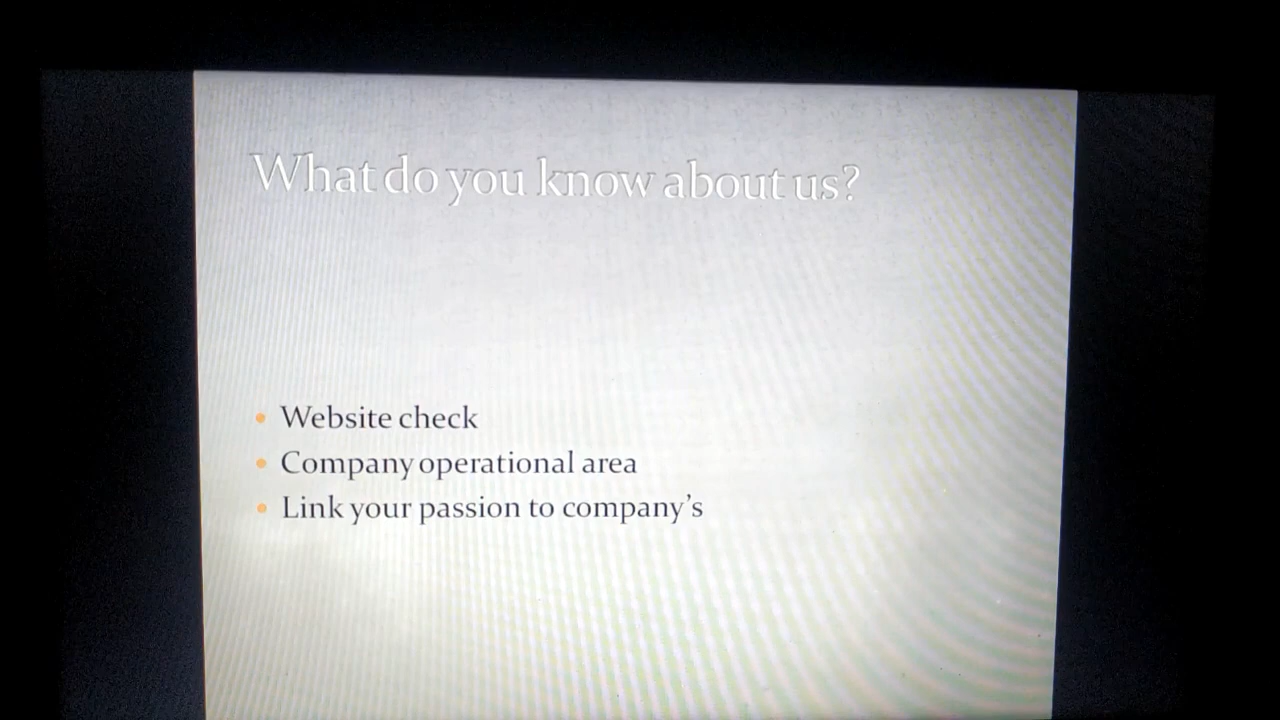 What do you know about us?
Website check
Company operational area
Link your passion to company's